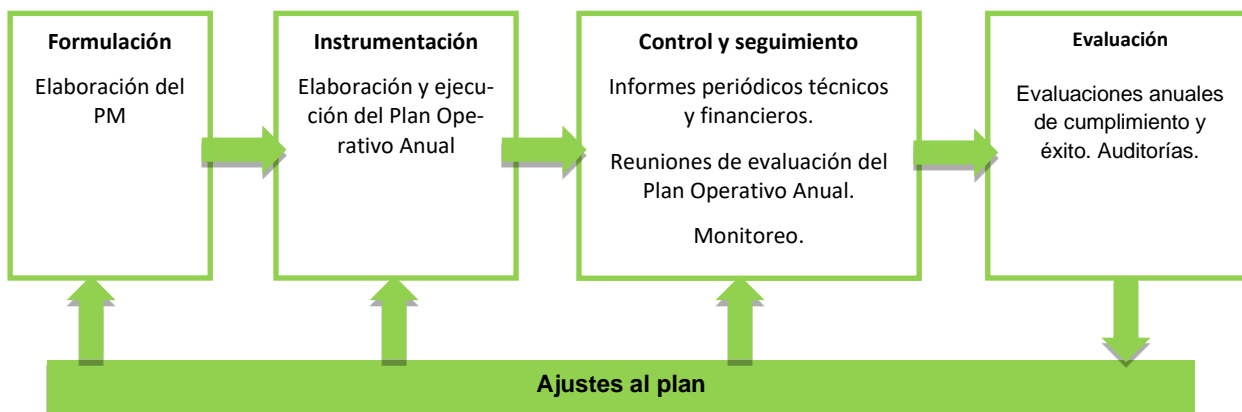 Formulación
Elaboración del
PM
Instrumentación
Elaboración y ejecu-
ción del Plan Ope-
rativo Anual
Control y seguimiento
Informes periódicos técnicos
y financieros.
Reuniones de evaluación del
Plan Operativo Anual.
Monitoreo.
Evaluación
Evaluaciones anuales
de cumplimiento y
éxito. Auditorías.
Ajustes al plan